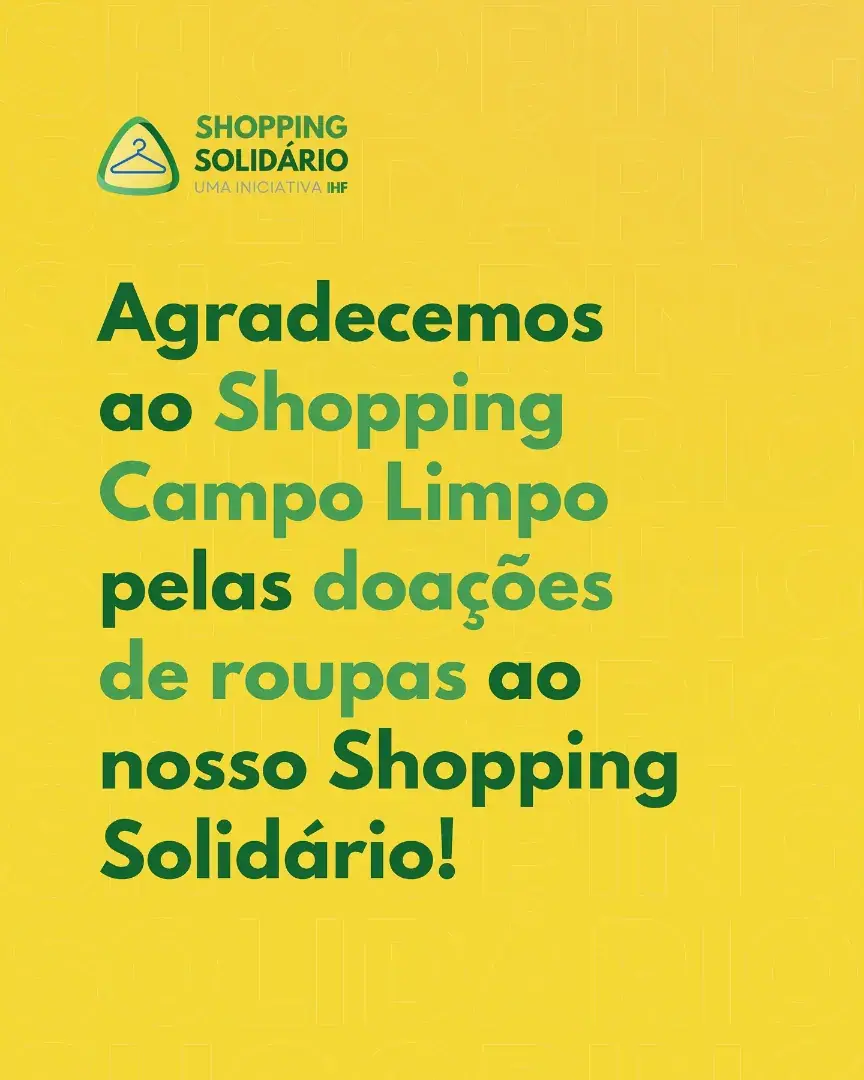 SHOPPING
SOLIDÁRIO
UMA INICIATIVA IHF
Agradecemos
ao Shopping
Campo Limpo
pelas doações
de roupas ao
nosso Shopping
Solidário!